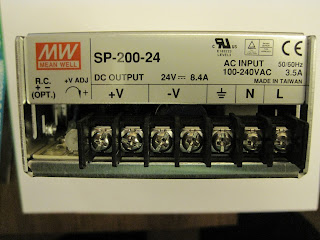 MW
MEAN WELL
SP-200-24
AC INPUT 50/60Hz
100-240VAC 3.5A
MADE IN TAIWAN
R.C. +V ADJ
+ -
(OPT.)
DC OUTPUT 24V 8.4A
+V -V N L